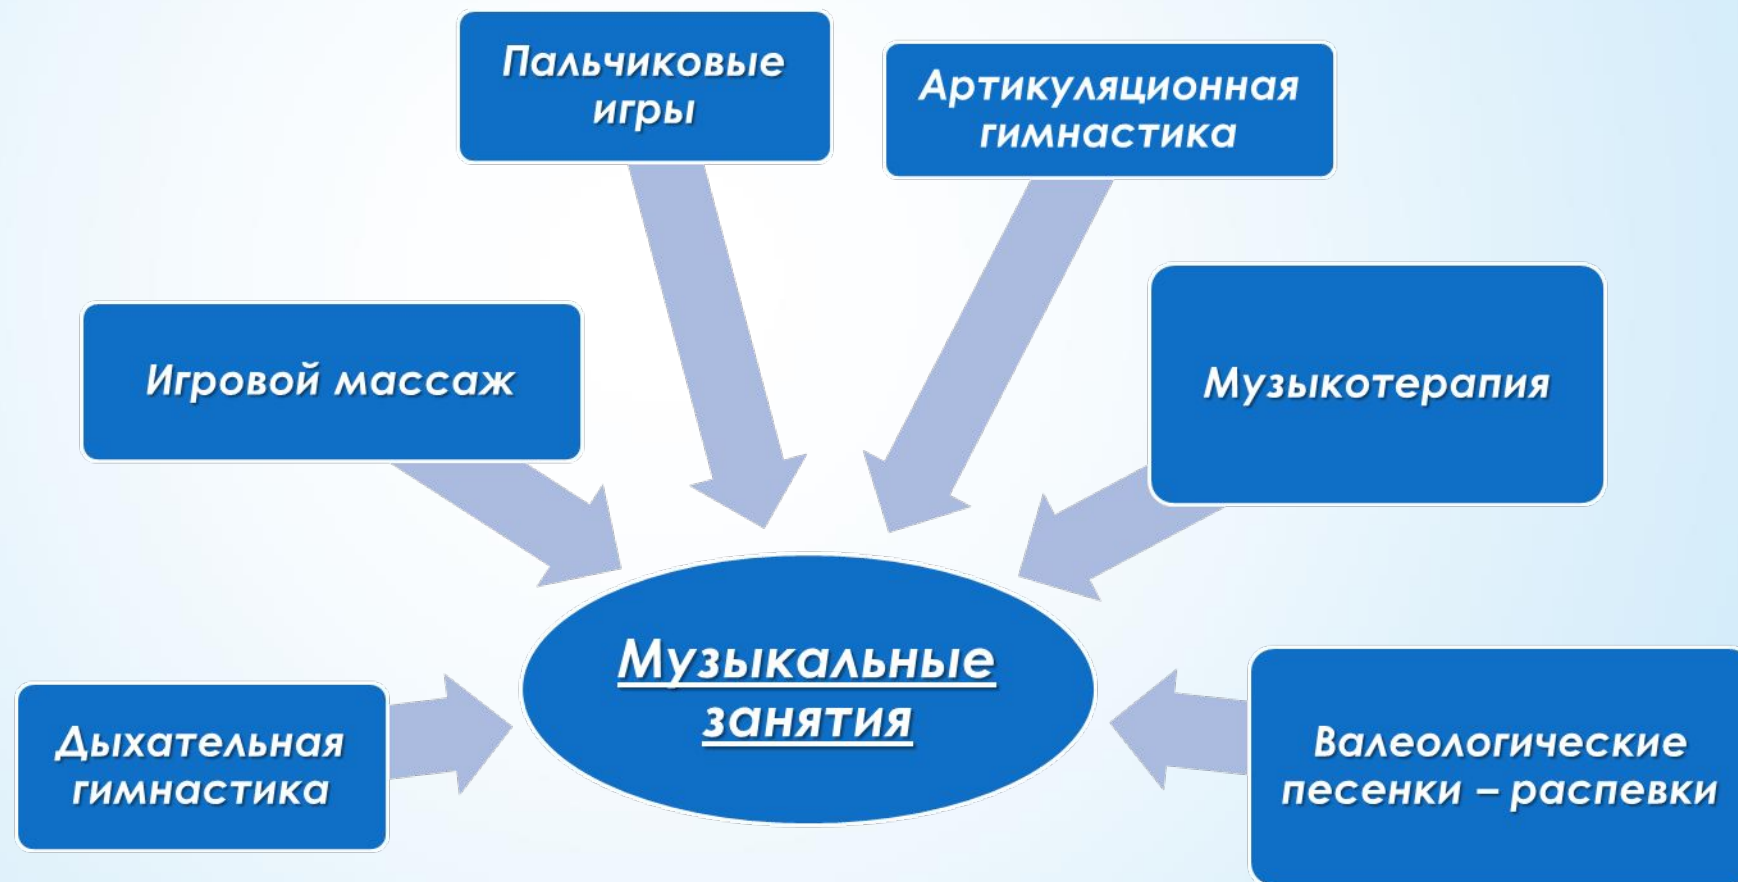 Пальчиковые
игры
Артикуляционная
гимнастика
Игровой массаж
Музыкотерапия
Музыкальные
занятия
Дыхательная
гимнастика
Валеологические
песенки – распевки